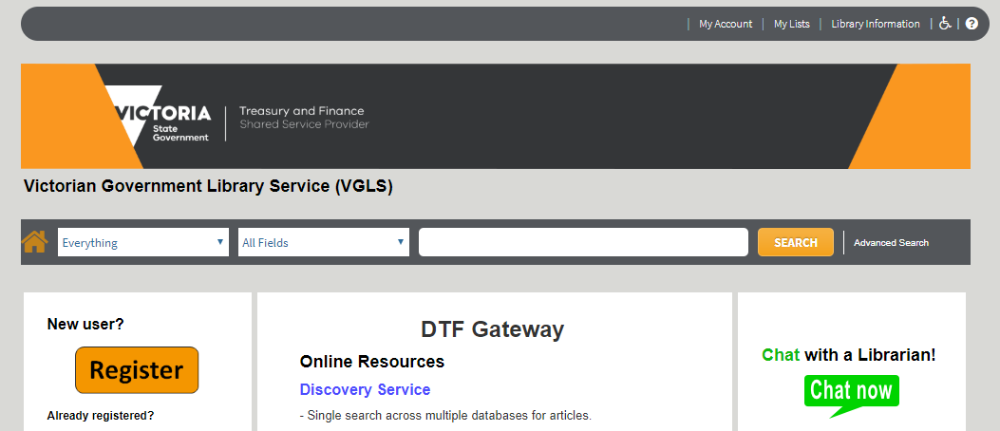 My Account
My Lists
Library Information
VICTORIA
State
Government
Treasury and Finance
Shared Service Provider
Victorian Government Library Service (VGLS)
Everything
All Fields
SEARCH
Advanced Search
New user?
Register
Already registered?
DTF Gateway
Online Resources
Discovery Service
- Single search across multiple databases for articles.
Chat with a Librarian!
Chat now